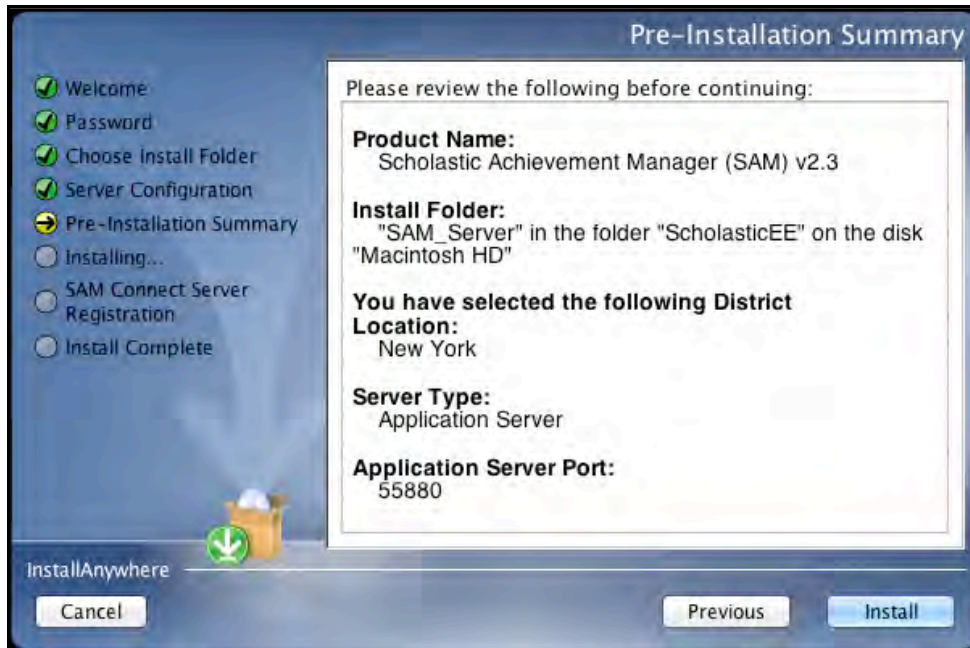 Pre-Installation Summary
Welcome
Password
Choose Install Folder
Server Configuration
Pre-Installation Summary
Installing...
SAM Connect Server
Registration
Install Complete
Please review the following before continuing:
Product Name:
Scholastic Achievement Manager (SAM) v2.3
Install Folder:
"SAM_Server" in the folder "ScholasticEE" on the disk
"Macintosh HD"
You have selected the following District
Location:
New York
Server Type:
Application Server
Application Server Port:
55880
InstallAnywhere
Cancel
Previous
Install